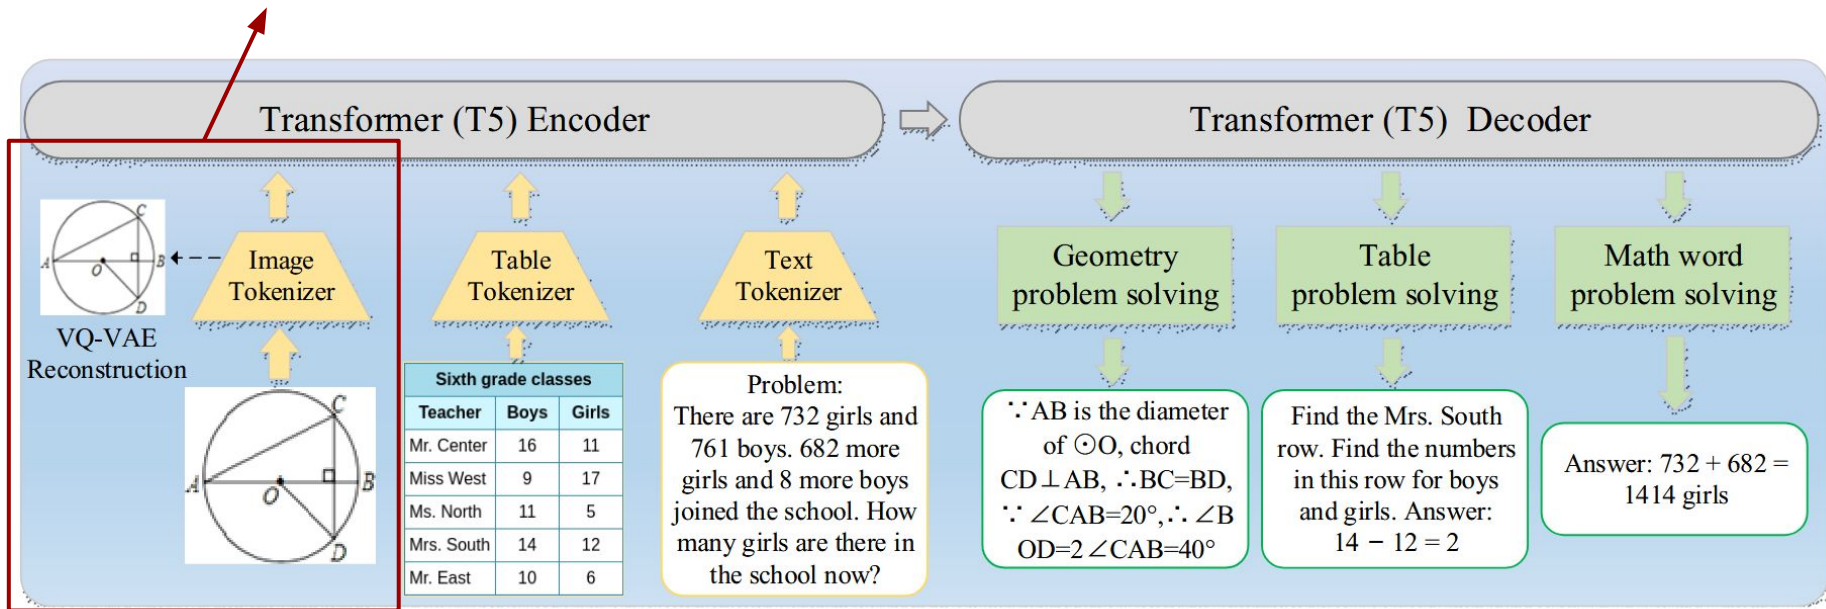 Transformer (T5) Encoder
Transformer (T5) Decoder
C
A
O
B
D
VQ-VAE
Reconstruction
Image
Tokenizer
C
A
O
B
D
Table
Tokenizer
Sixth grade classes
Teacher Boys Girls
Mr. Center 16 11
Miss West 9 17
Ms. North 11 5
Mrs. South 14 12
Mr. East 10 6
Text
Tokenizer
Problem:
There are 732 girls and
761 boys. 682 more
girls and 8 more boys
joined the school. How
many girls are there in
the school now?
Geometry
problem solving
∵AB is the diameter
of ⊙O, chord
CD⊥AB, ∴BC=BD,
∵ ∠CAB=20°,∴ ∠B
OD=2∠CAB=40°
Table
problem solving
Find the Mrs. South
row. Find the numbers
in this row for boys
and girls. Answer:
14 − 12 = 2
Math word
problem solving
Answer: 732 + 682 =
1414 girls